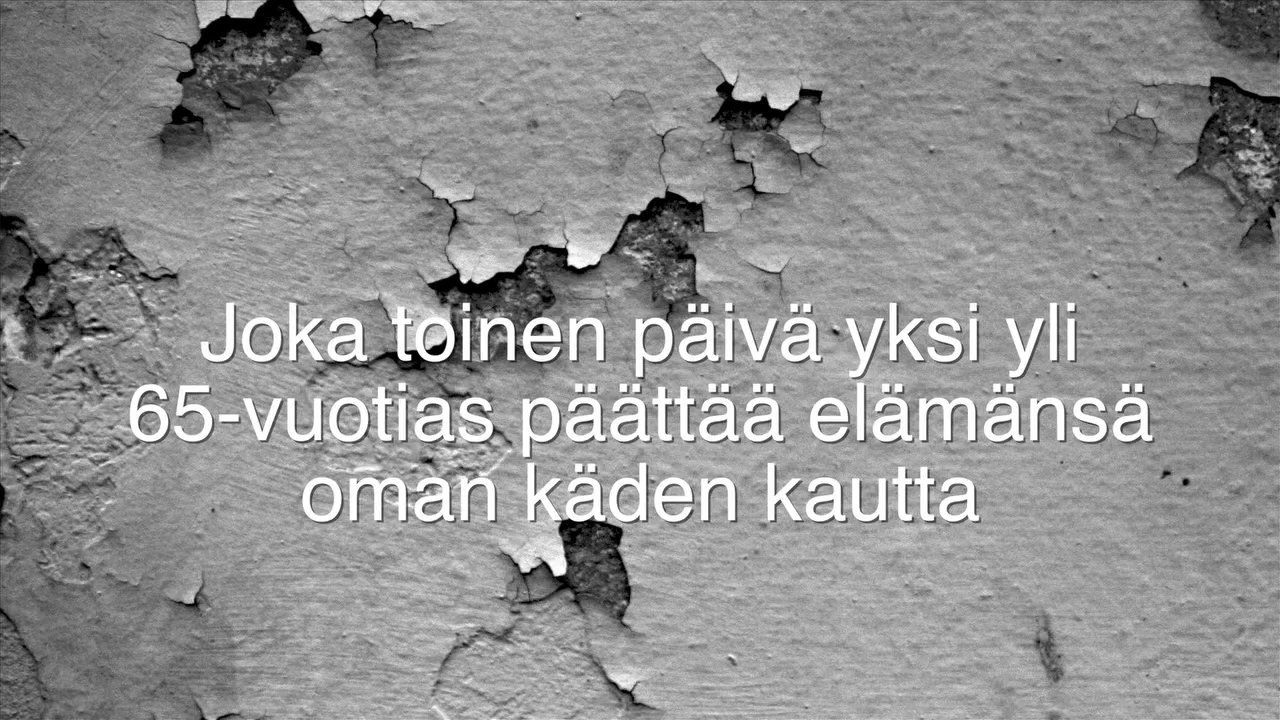 Joka toinen päivä yksi yli
65-vuotias päättää elämänsä
oman käden kautta